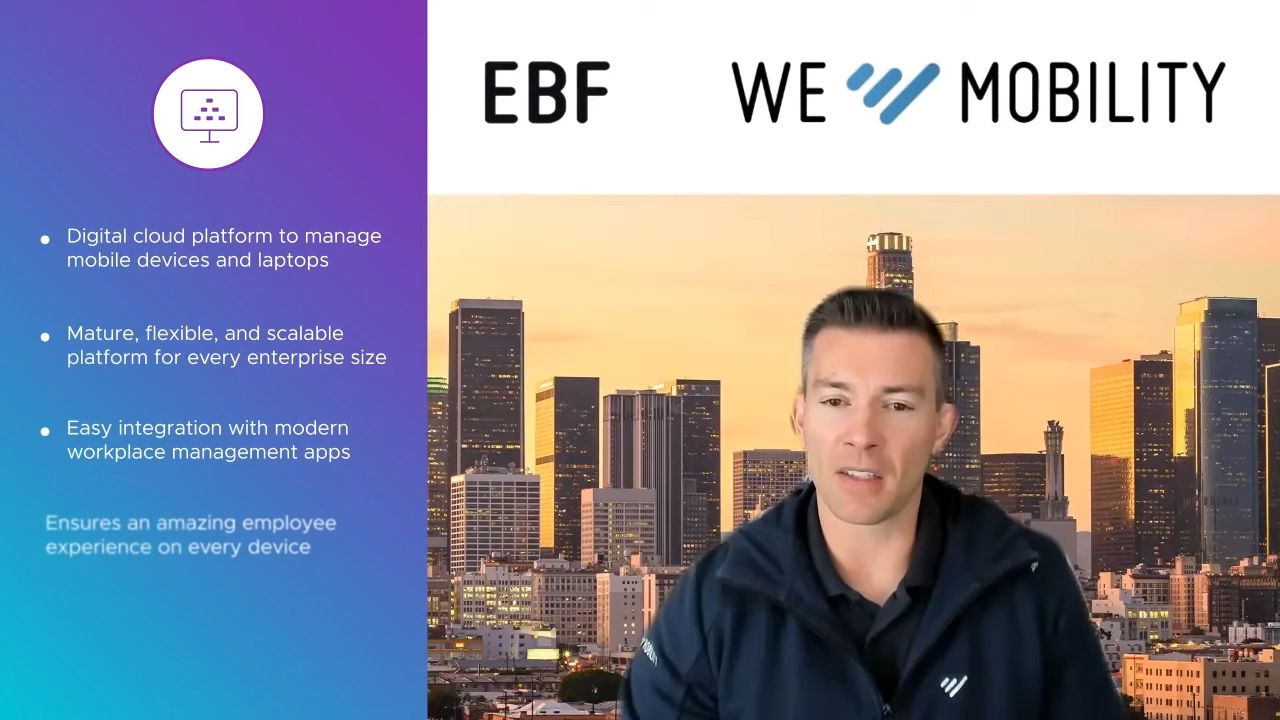 EBF
WE MOBILITY
Digital cloud platform to manage
mobile devices and laptops
Mature, flexible, and scalable
platform for every enterprise size
Easy integration with modern
workplace management apps
Ensures an amazing employee
experience on every device